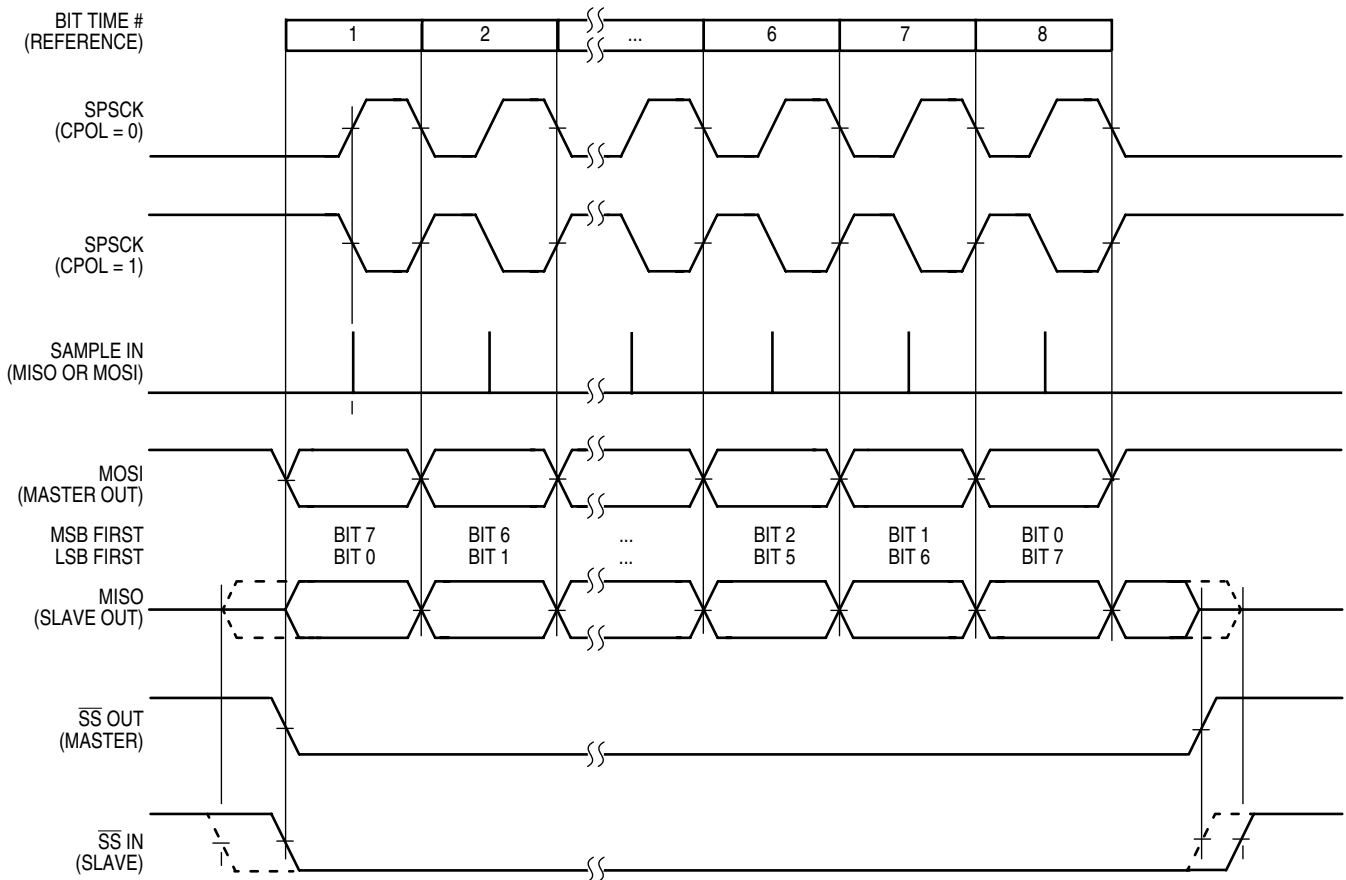 BIT TIME #
(REFERENCE)
1 2 ... 6 7 8
SPSCK
(CPOL = 0)
SPSCK
(CPOL = 1)
SAMPLE IN
(MISO OR MOSI)
MOSI
(MASTER OUT)
MSB FIRST BIT 7 BIT 6 ... BIT 2 BIT 1 BIT 0
LSB FIRST BIT 0 BIT 1 ... BIT 5 BIT 6 BIT 7
MISO
(SLAVE OUT)
S̅S̅ OUT
(MASTER)
S̅S̅ IN
(SLAVE)